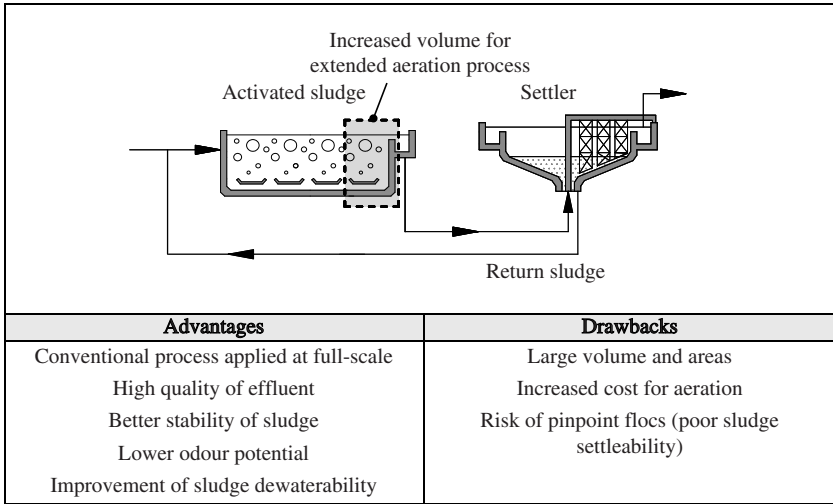 Increased volume for
extended aeration process
Activated sludge
Settler
Return sludge
Advantages
Drawbacks
Conventional process applied at full-scale
High quality of effluent
Better stability of sludge
Lower odour potential
Improvement of sludge dewaterability
Large volume and areas
Increased cost for aeration
Risk of pinpoint flocs (poor sludge
settleability)